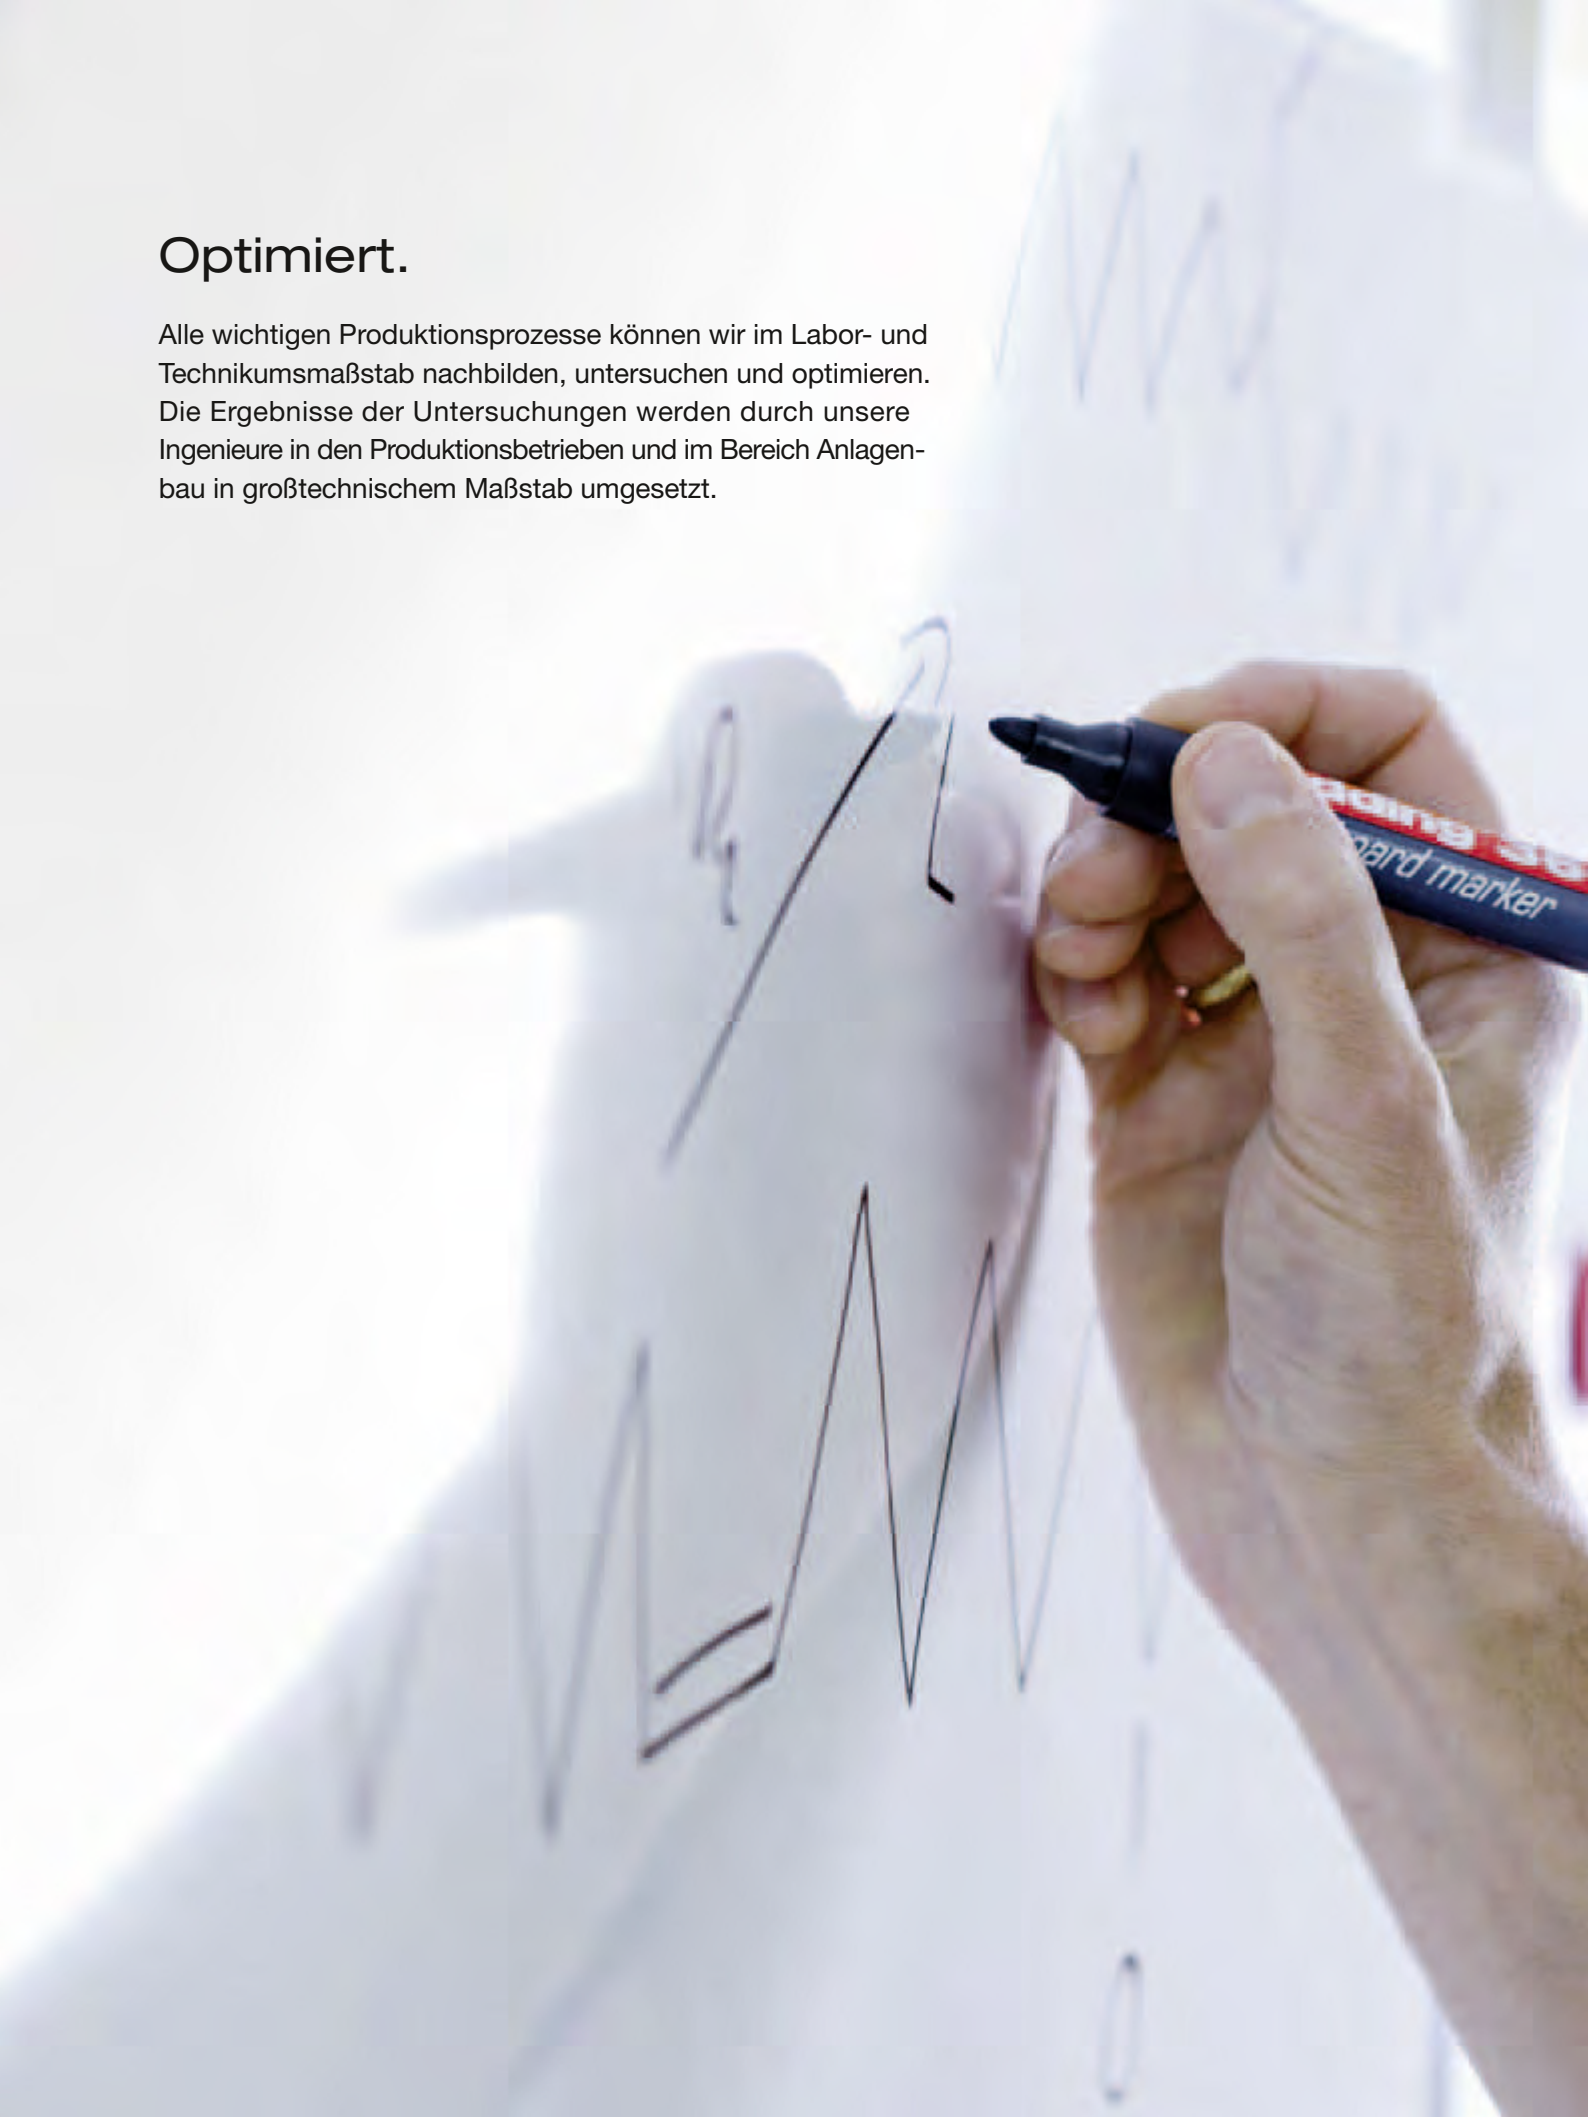 Optimiert.
Alle wichtigen Produktionsprozesse können wir im Labor- und
Technikumsmaßstab nachbilden, untersuchen und optimieren.
Die Ergebnisse der Untersuchungen werden durch unsere
Ingenieure in den Produktionsbetrieben und im Bereich Anlagen-
bau in großtechnischem Maßstab umgesetzt.
marker